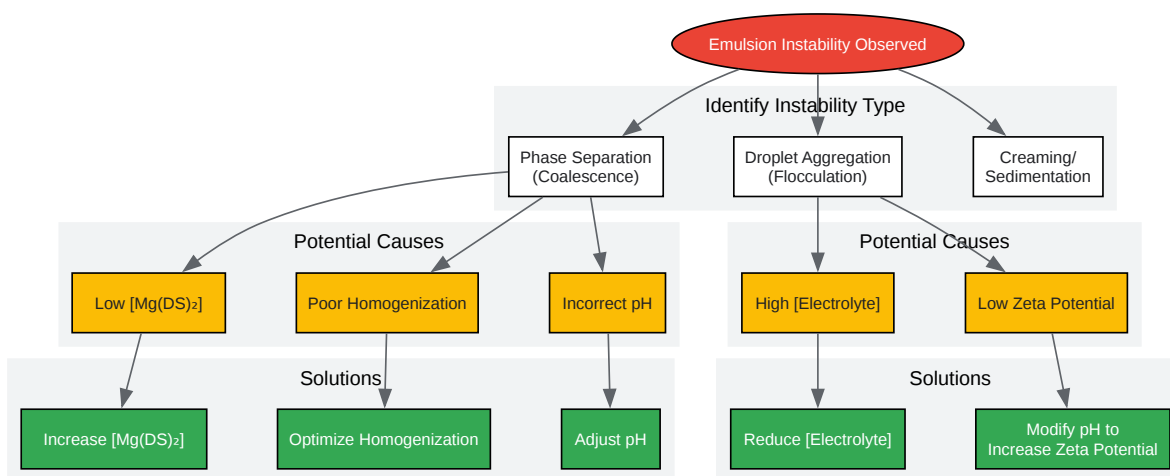 Emulsion Instability Observed
Identify Instability Type
Phase Separation
(Coalescence)
Droplet Aggregation
(Flocculation)
Creaming/
Sedimentation
Potential Causes
Potential Causes
Low [Mg(DS)₂]
Poor Homogenization
Incorrect pH
High [Electrolyte]
Low Zeta Potential
Solutions
Solutions
Increase [Mg(DS)₂]
Optimize Homogenization
Adjust pH
Reduce [Electrolyte]
Modify pH to
Increase Zeta Potential